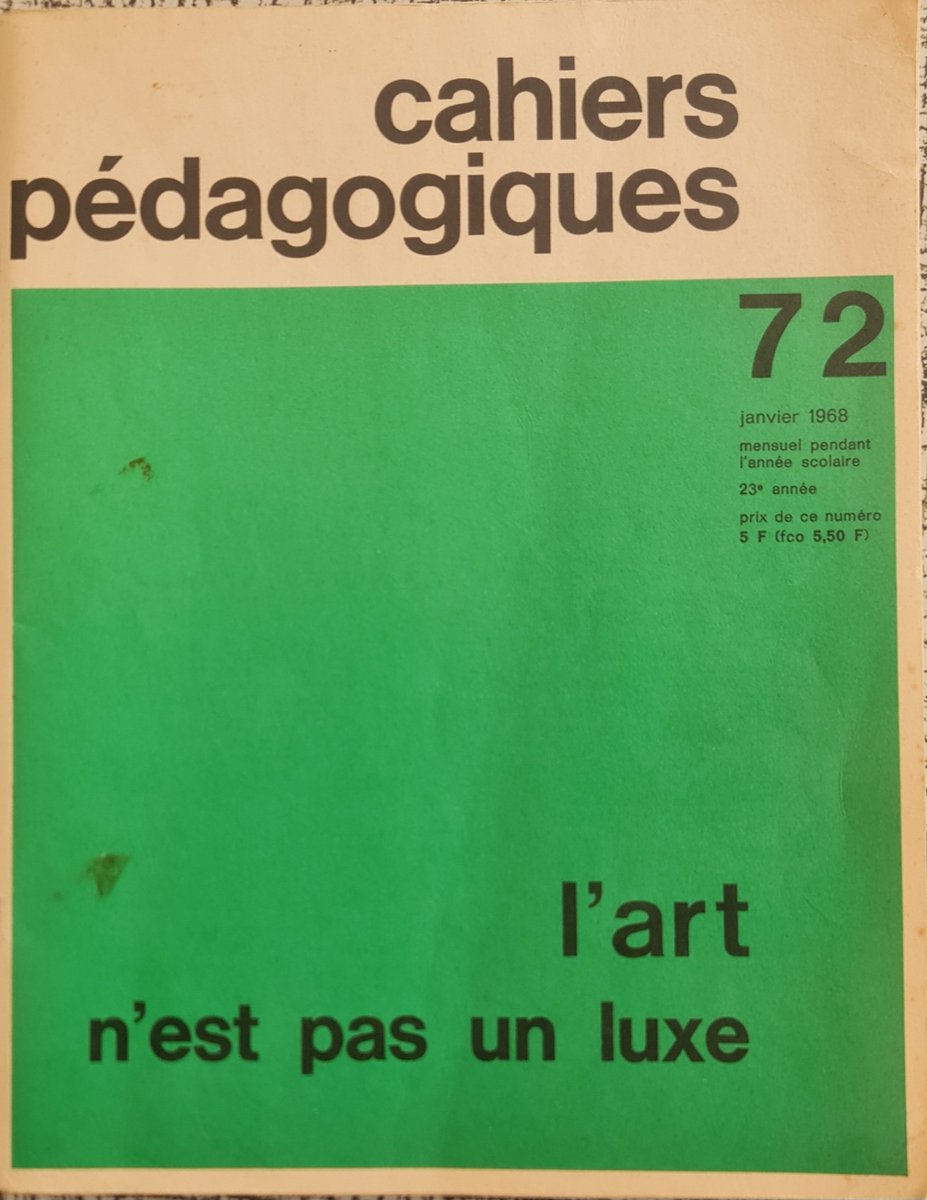 cahiers
pédagogiques
72
janvier 1968
mensuel pendant
l'année scolaire
23e année
prix de ce numéro
5 F (fco 5,50 F)
l'art
n'est pas un luxe